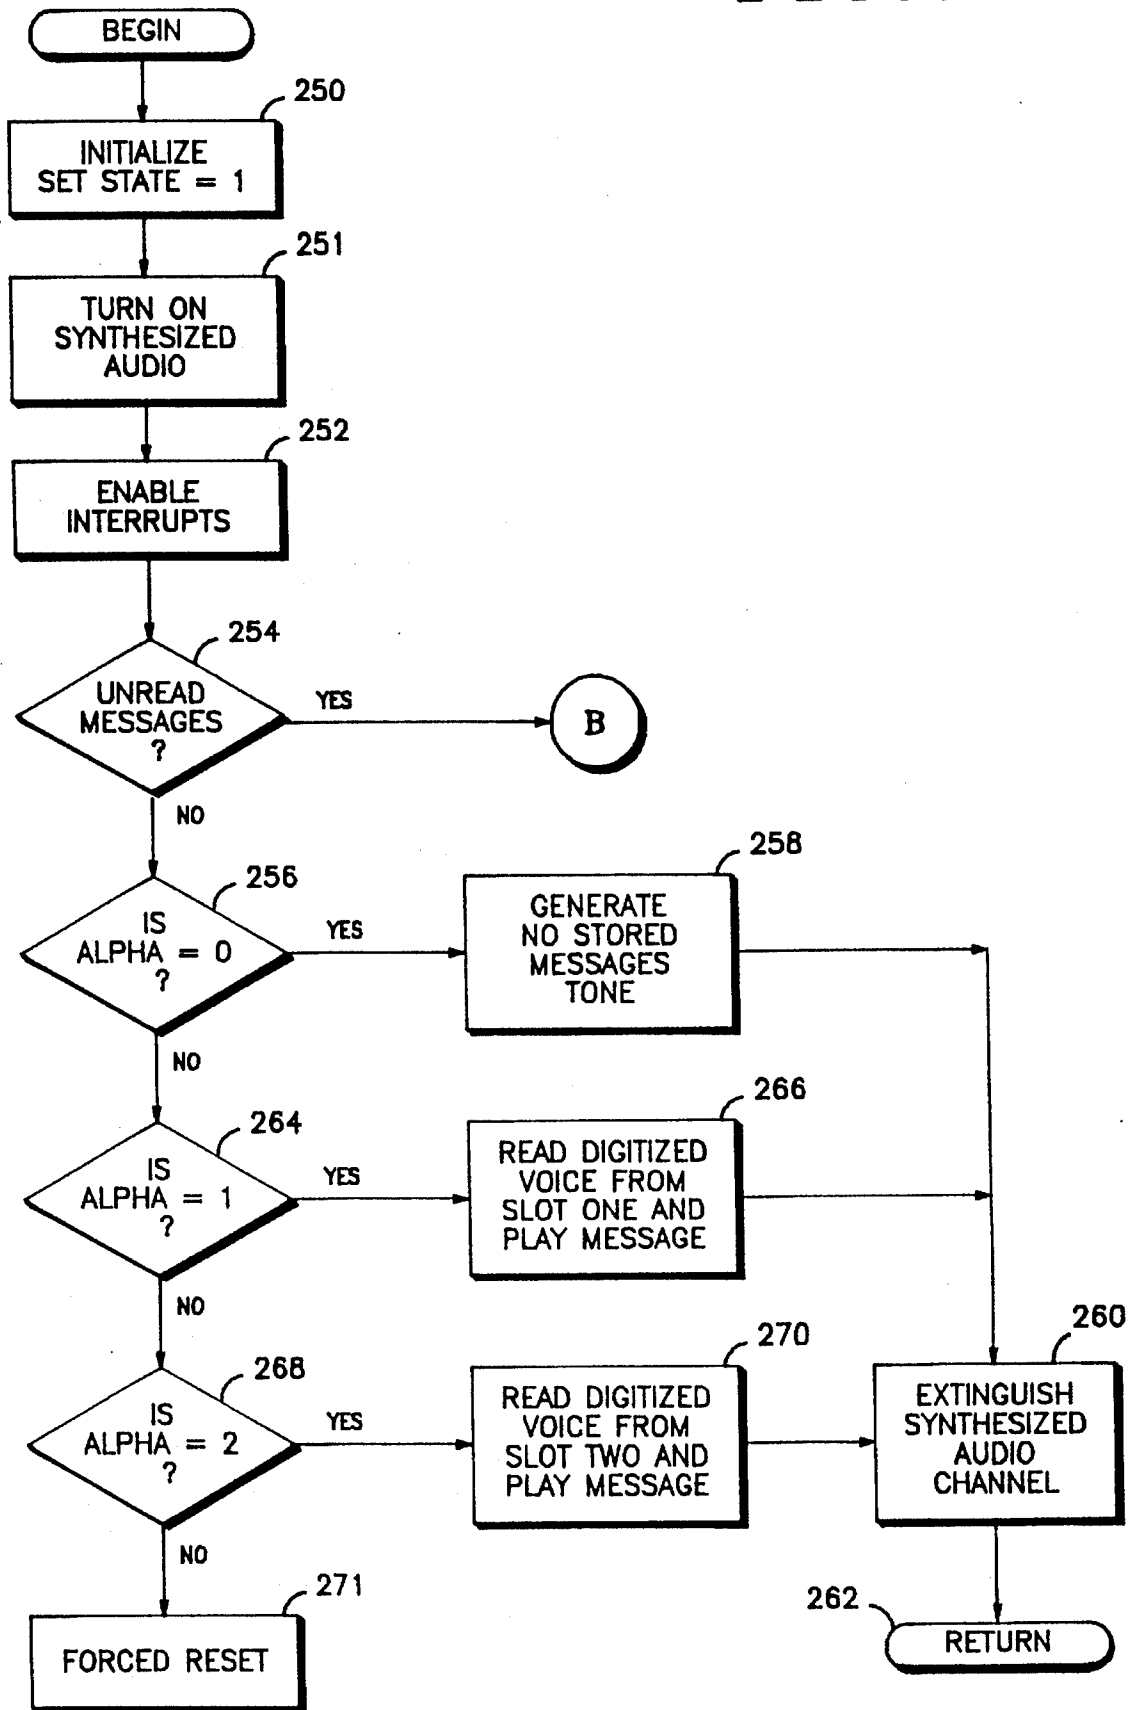 BEGIN
250
INITIALIZE
SET STATE = 1
251
TURN ON
SYNTHESIZED
AUDIO
252
ENABLE
INTERRUPTS
254
UNREAD
MESSAGES
?
YES
B
NO
256
IS
ALPHA = 0
?
YES
258
GENERATE
NO STORED
MESSAGES
TONE
NO
264
IS
ALPHA = 1
?
YES
266
READ DIGITIZED
VOICE FROM
SLOT ONE AND
PLAY MESSAGE
NO
268
IS
ALPHA = 2
?
YES
270
READ DIGITIZED
VOICE FROM
SLOT TWO AND
PLAY MESSAGE
260
EXTINGUISH
SYNTHESIZED
AUDIO
CHANNEL
NO
271
FORCED RESET
262
RETURN